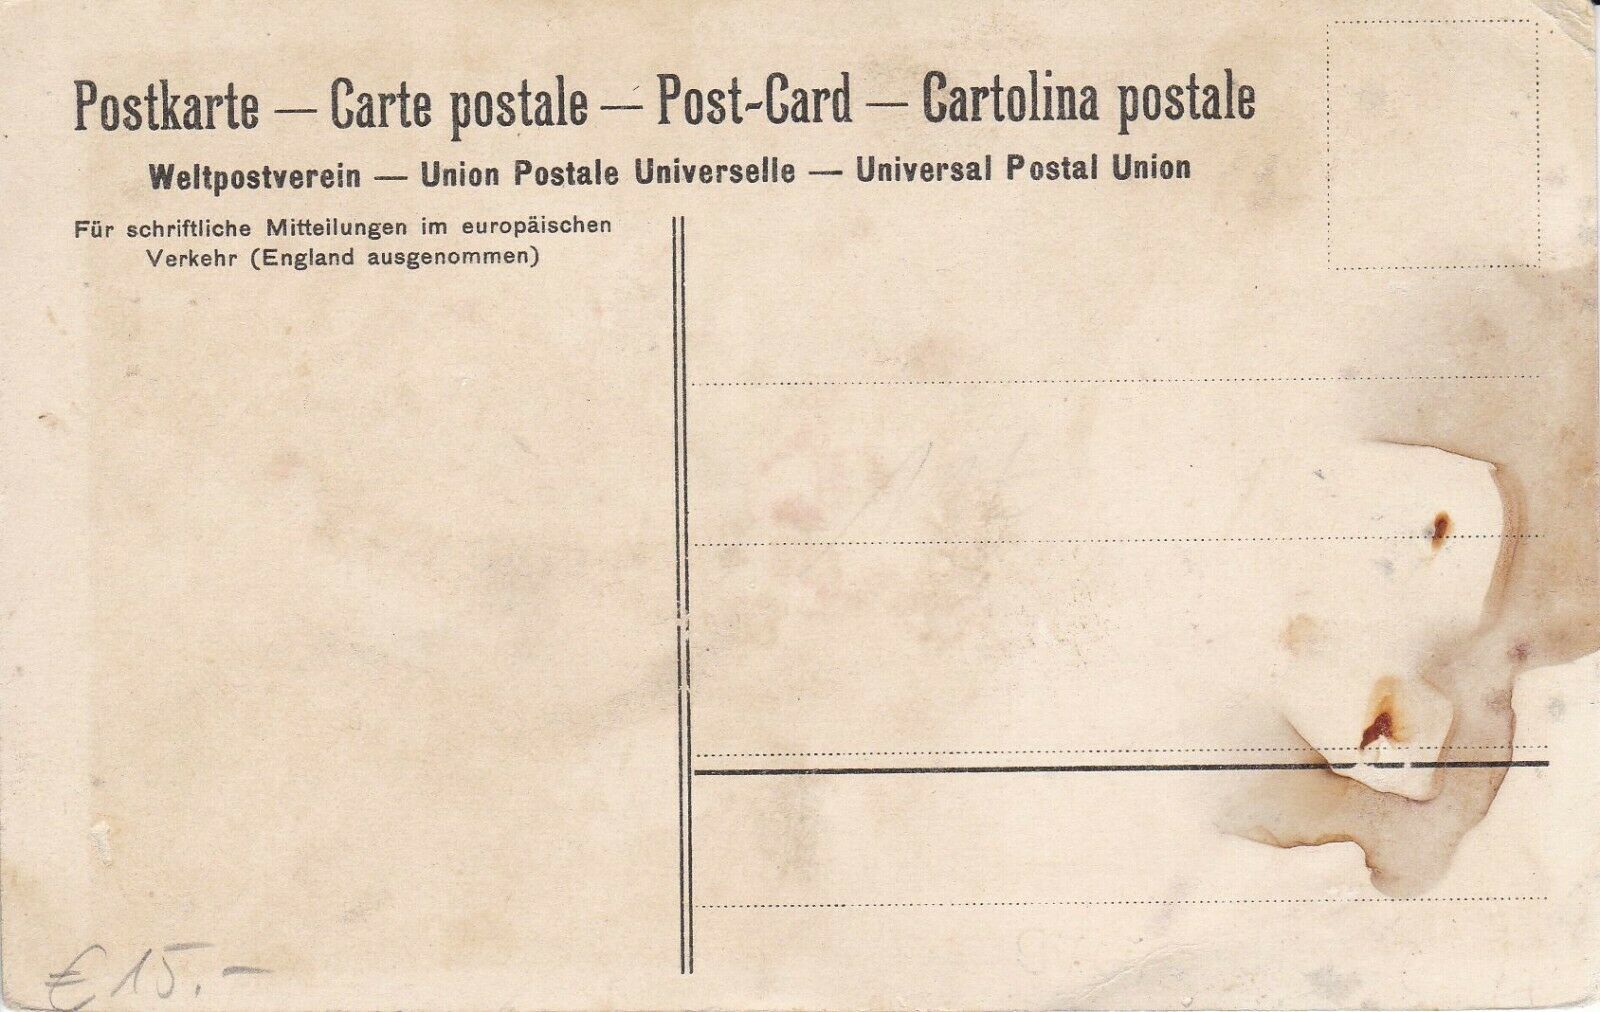 Postkarte — Carte postale — Post-Card — Cartolina postale
Weltpostverein — Union Postale Universelle — Universal Postal Union
Für schriftliche Mitteilungen im europäischen
Verkehr (England ausgenommen)
€ 15.-